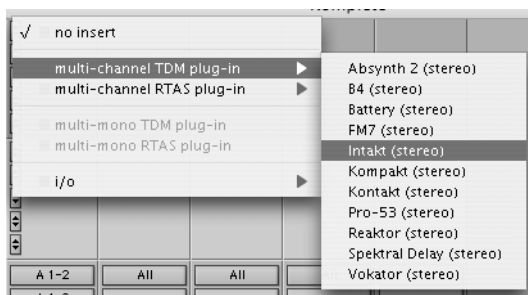 √ no insert
multi-channel TDM plug-in
multi-channel RTAS plug-in
multi-mono TDM plug-in
multi-mono RTAS plug-in
i/o
Absynth 2 (stereo)
B4 (stereo)
Battery (stereo)
FM7 (stereo)
Intakt (stereo)
Kompakt (stereo)
Kontakt (stereo)
Pro-53 (stereo)
Reaktor (stereo)
Spektral Delay (stereo)
Vokator (stereo)
A 1-2 All All